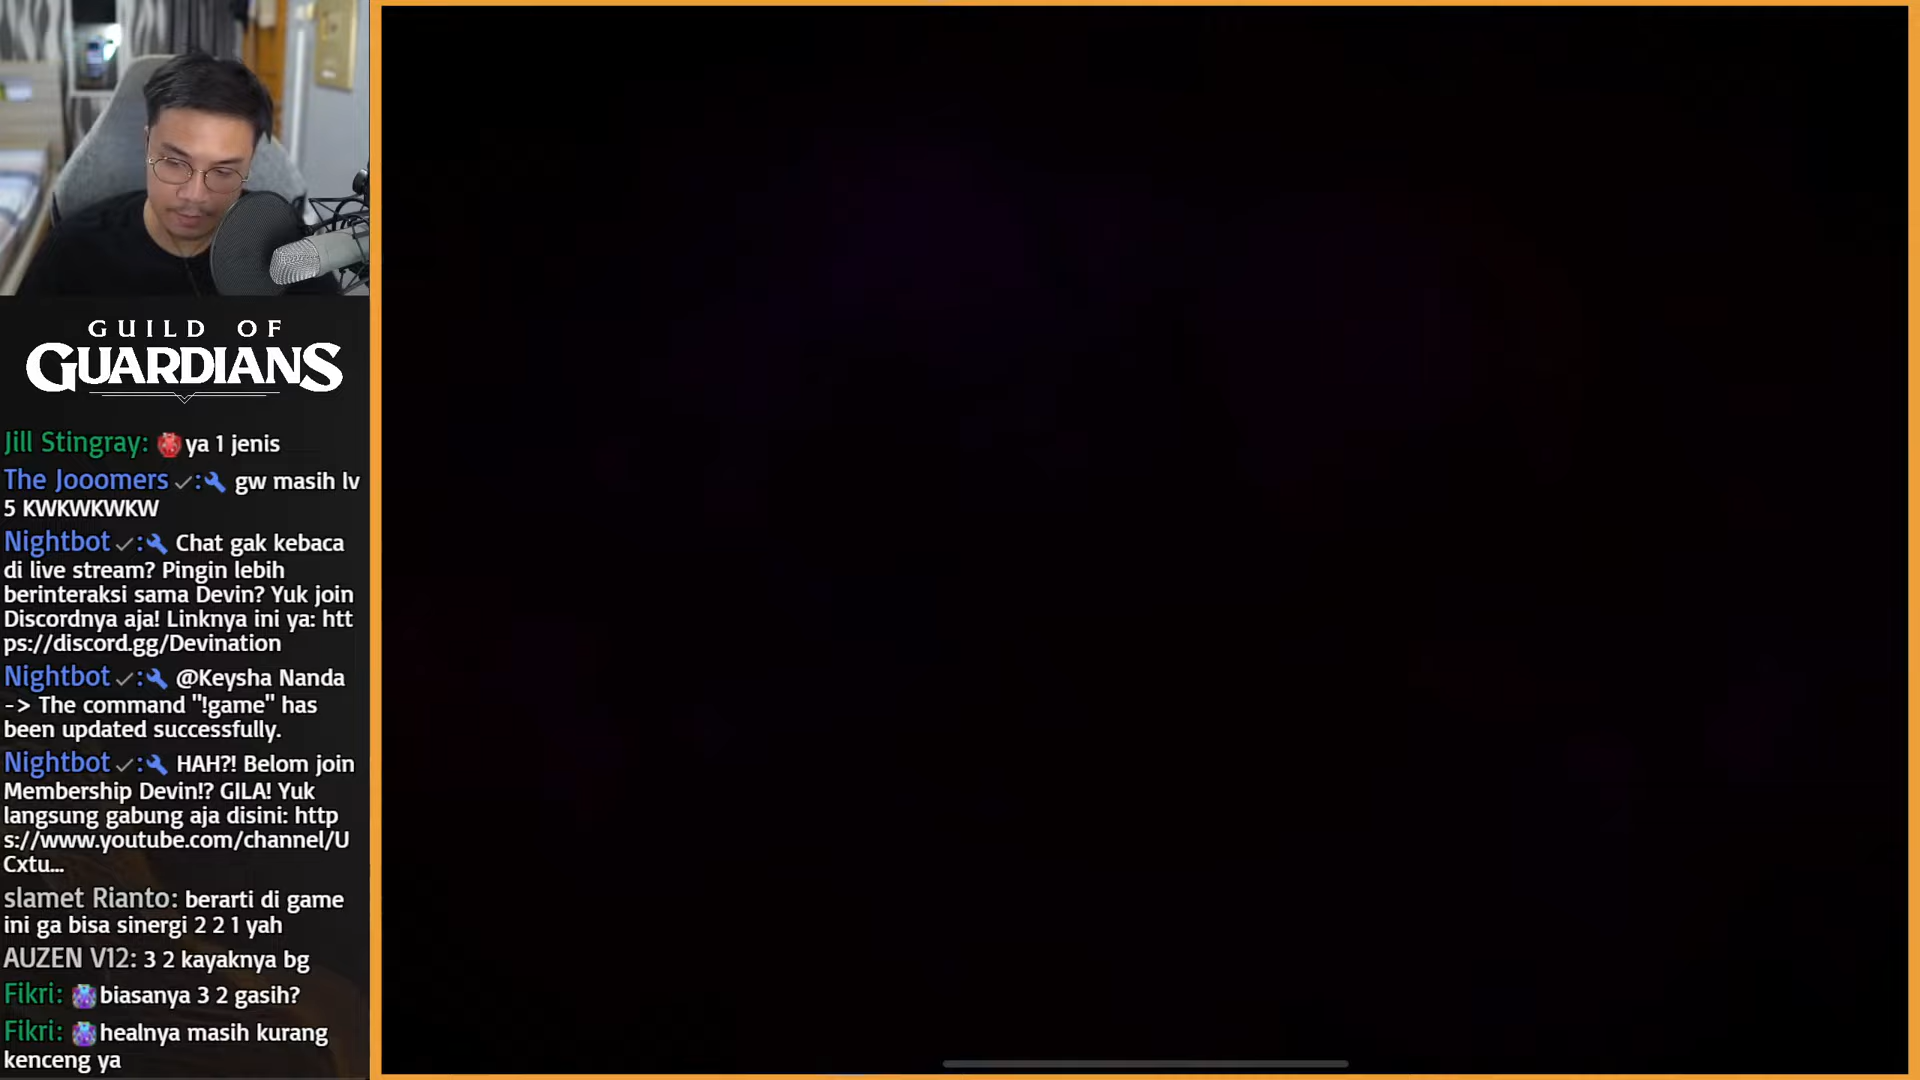 GUILD OF
GUARDIANS
Jill Stingray: ya 1 jenis
The Jooomers ✓: gw masih lv
5 KWKWKWKW
Nightbot ✓: Chat gak kebaca
di live stream? Pingin lebih
berinteraksi sama Devin? Yuk join
Discordnya aja! Linknya ini ya: htt
ps://discord.gg/Devination
Nightbot ✓: @Keysha Nanda
-> The command "!game" has
been updated successfully.
Nightbot ✓: HAH?! Belom join
Membership Devin!? GILA! Yuk
langsung gabung aja disini: http
s://www.youtube.com/channel/U
Cxtu...
slamet Rianto: berarti di game
ini ga bisa sinergi 2 2 1 yah
AUZEN V12: 3 2 kayaknya bg
Fikri: biasanya 3 2 gasih?
Fikri: healnya masih kurang
kenceng ya